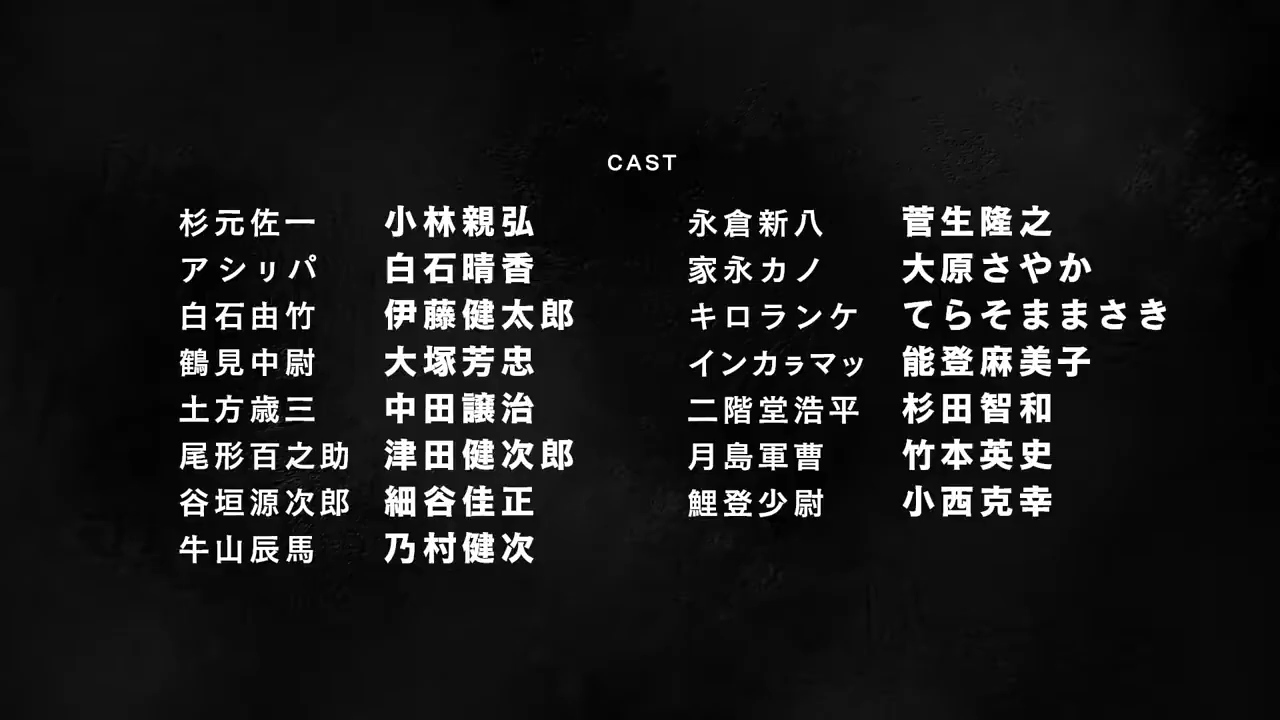 CAST
杉元佐一 小林親弘
アシㇼパ 白石晴香
白石由竹 伊藤健太郎
鶴見中尉 大塚芳忠
土方歳三 中田譲治
尾形百之助 津田健次郎
谷垣源次郎 細谷佳正
牛山辰馬 乃村健次
永倉新八 菅生隆之
家永カノ 大原さやか
キロランケ てらそままさき
インカㇻマッ 能登麻美子
二階堂浩平 杉田智和
月島軍曹 竹本英史
鯉登少尉 小西克幸